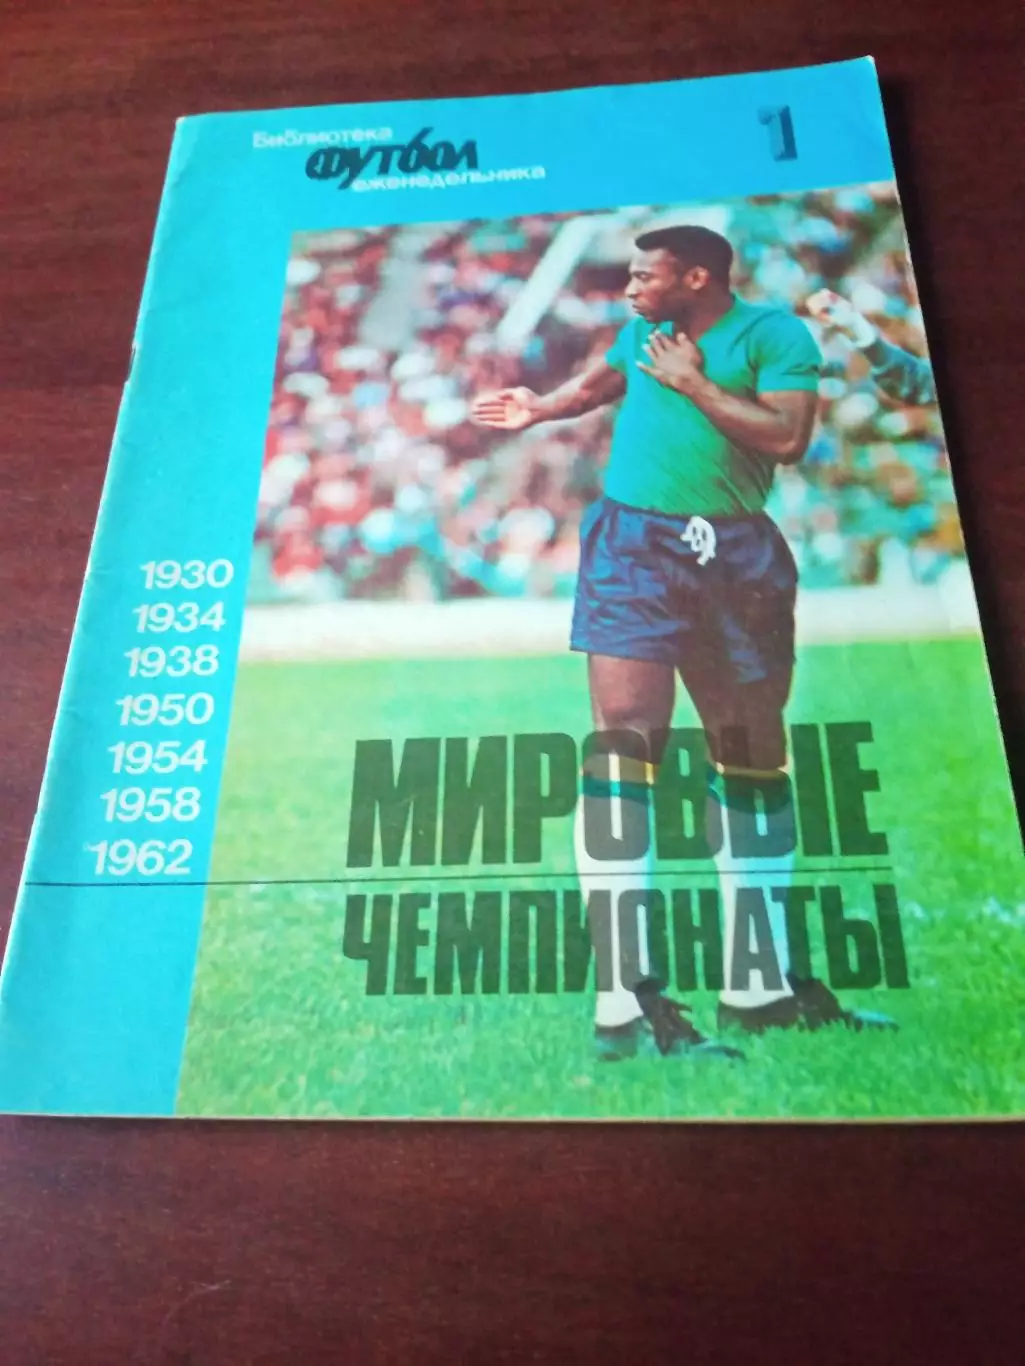 Библиотека
Футбол
еженедельника
1
1930
1934
1938
1950
1954
1958
1962
МИРОВЫЕ
ЧЕМПИОНАТЫ